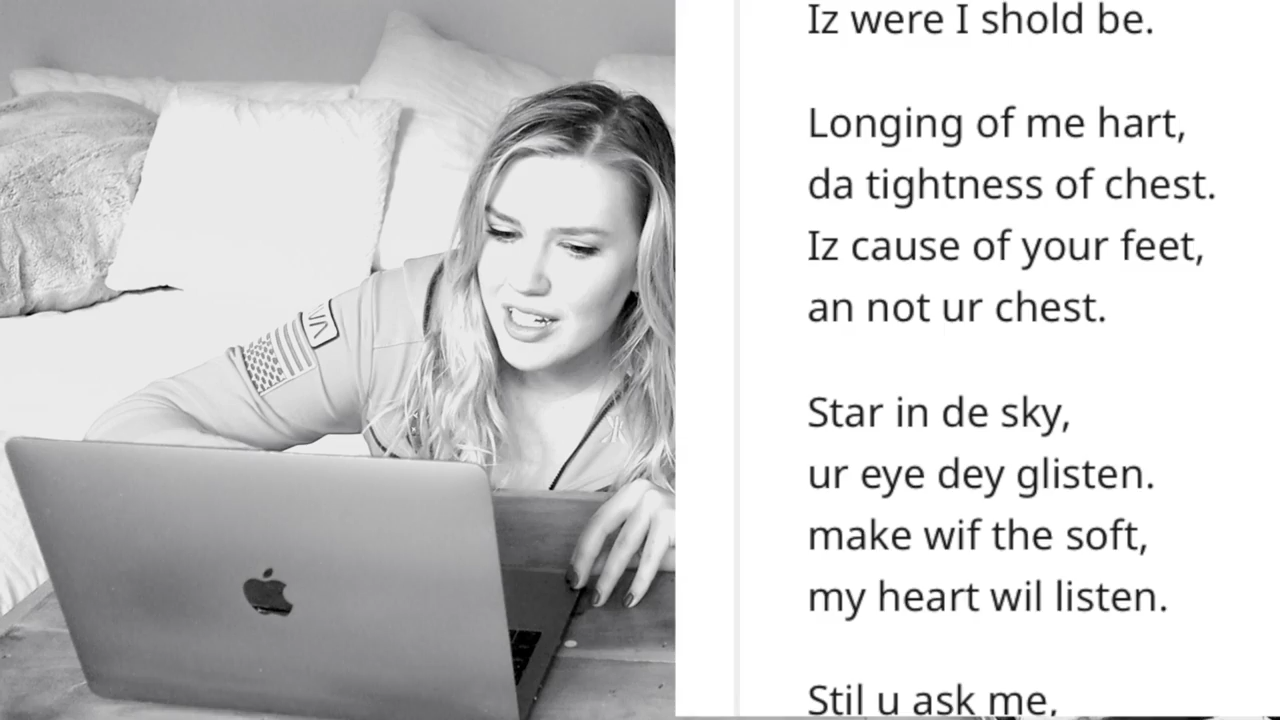 Iz were I shold be.
Longing of me hart,
da tightness of chest.
Iz cause of your feet,
an not ur chest.
Star in de sky,
ur eye dey glisten.
make wif the soft,
my heart wil listen.
Stil u ask me,